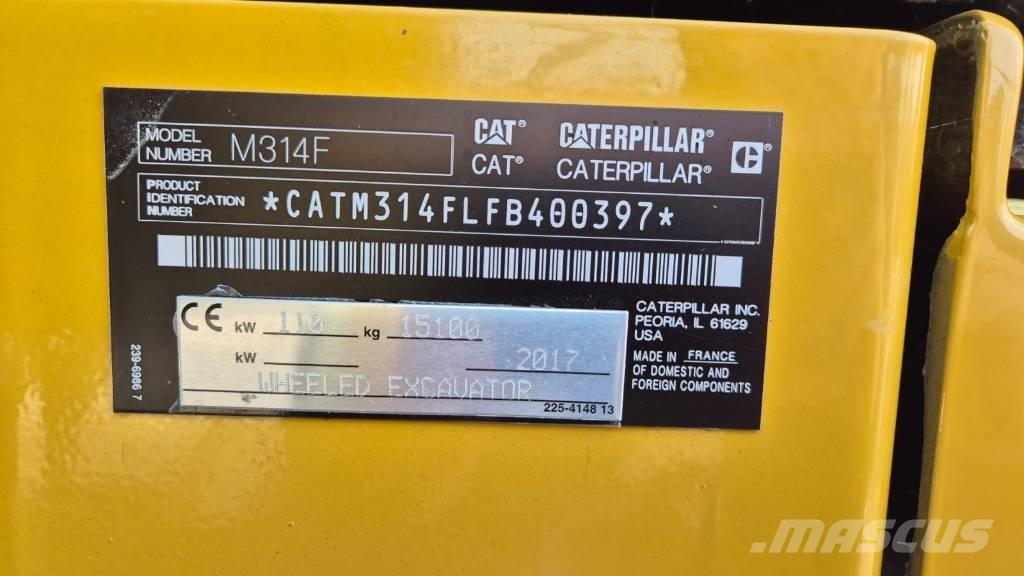 MODEL NUMBER M314F
CAT® CATERPILLAR®
CAT® CATERPILLAR®
C
PRODUCT IDENTIFICATION NUMBER *CATM314FLFB400397*
CE kW 110 kg 15100
kW 2017
WHEELED EXCAVATOR
225-4148 13
239-6986 7
CATERPILLAR INC.
PEORIA, IL 61629
USA
MADE IN FRANCE
OF DOMESTIC AND
FOREIGN COMPONENTS
MASCUS